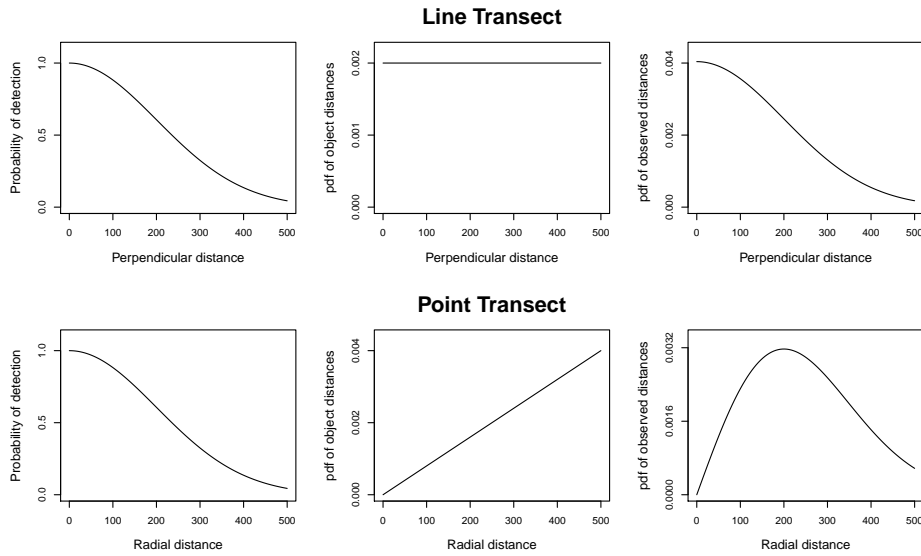 Line Transect
Probability of detection
0.0 0.5 1.0
0 100 200 300 400 500
Perpendicular distance
pdf of object distances
0.000 0.001 0.002
0 100 200 300 400 500
Perpendicular distance
pdf of observed distances
0.000 0.002 0.004
0 100 200 300 400 500
Perpendicular distance
Point Transect
Probability of detection
0.0 0.5 1.0
0 100 200 300 400 500
Radial distance
pdf of object distances
0.000 0.002 0.004
0 100 200 300 400 500
Radial distance
pdf of observed distances
0.0000 0.0016 0.0032
0 100 200 300 400 500
Radial distance